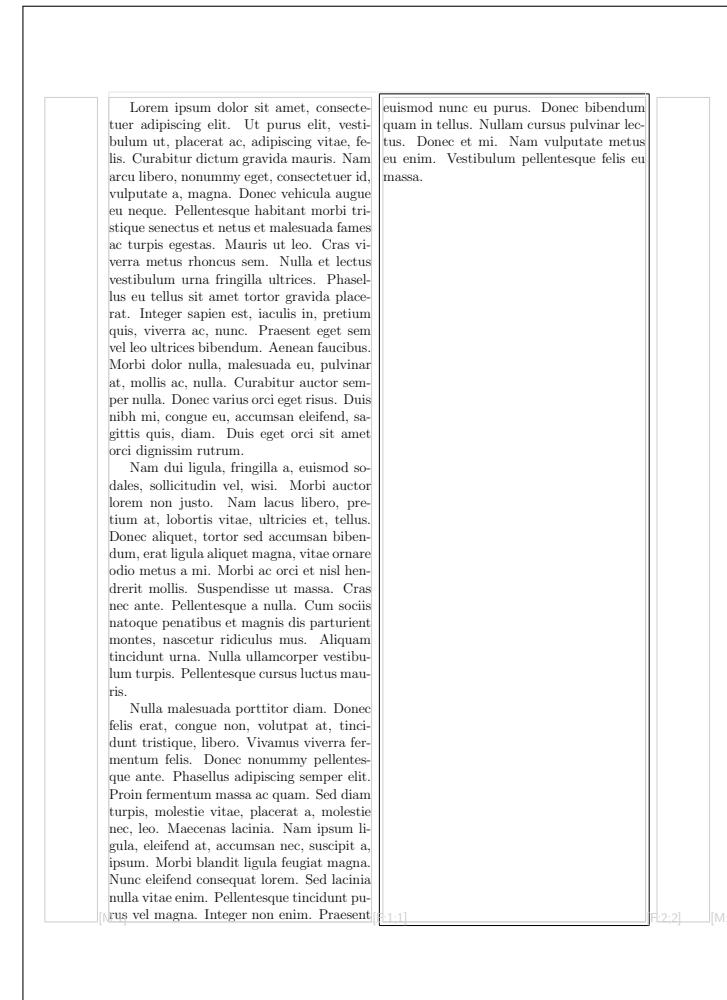 Lorem ipsum dolor sit amet, consecte-
tuer adipiscing elit. Ut purus elit, vesti-
bulum ut, placerat ac, adipiscing vitae, fe-
lis. Curabitur dictum gravida mauris. Nam
arcu libero, nonummy eget, consectetuer id,
vulputate a, magna. Donec vehicula augue
eu neque. Pellentesque habitant morbi tri-
stique senectus et netus et malesuada fames
ac turpis egestas. Mauris ut leo. Cras vi-
verra metus rhoncus sem. Nulla et lectus
vestibulum urna fringilla ultrices. Phasel-
lus eu tellus sit amet tortor gravida place-
rat. Integer sapien est, iaculis in, pretium
quis, viverra ac, nunc. Praesent eget sem
vel leo ultrices bibendum. Aenean faucibus.
Morbi dolor nulla, malesuada eu, pulvinar
at, mollis ac, nulla. Curabitur auctor sem-
per nulla. Donec varius orci eget risus. Duis
nibh mi, congue eu, accumsan eleifend, sa-
gittis quis, diam. Duis eget orci sit amet
orci dignissim rutrum.
Nam dui ligula, fringilla a, euismod so-
dales, sollicitudin vel, wisi. Morbi auctor
lorem non justo. Nam lacus libero, pre-
tium at, lobortis vitae, ultricies et, tellus.
Donec aliquet, tortor sed accumsan biben-
dum, erat ligula aliquet magna, vitae ornare
odio metus a mi. Morbi ac orci et nisl hen-
drerit mollis. Suspendisse ut massa. Cras
nec ante. Pellentesque a nulla. Cum sociis
natoque penatibus et magnis dis parturient
montes, nascetur ridiculus mus. Aliquam
tincidunt urna. Nulla ullamcorper vestibu-
lum turpis. Pellentesque cursus luctus mau-
ris.
Nulla malesuada porttitor diam. Donec
felis erat, congue non, volutpat at, tinci-
dunt tristique, libero. Vivamus viverra fer-
mentum felis. Donec nonummy pellentes-
que ante. Phasellus adipiscing semper elit.
Proin fermentum massa ac quam. Sed diam
turpis, molestie vitae, placerat a, molestie
nec, leo. Maecenas lacinia. Nam ipsum li-
gula, eleifend at, accumsan nec, suscipit a,
ipsum. Morbi blandit ligula feugiat magna.
Nunc eleifend consequat lorem. Sed lacinia
nulla vitae enim. Pellentesque tincidunt pu-
rus vel magna. Integer non enim. Praesent
euismod nunc eu purus. Donec bibendum
quam in tellus. Nullam cursus pulvinar lec-
tus. Donec et mi. Nam vulputate metus
eu enim. Vestibulum pellentesque felis eu
massa.
[F:2;2]
[M